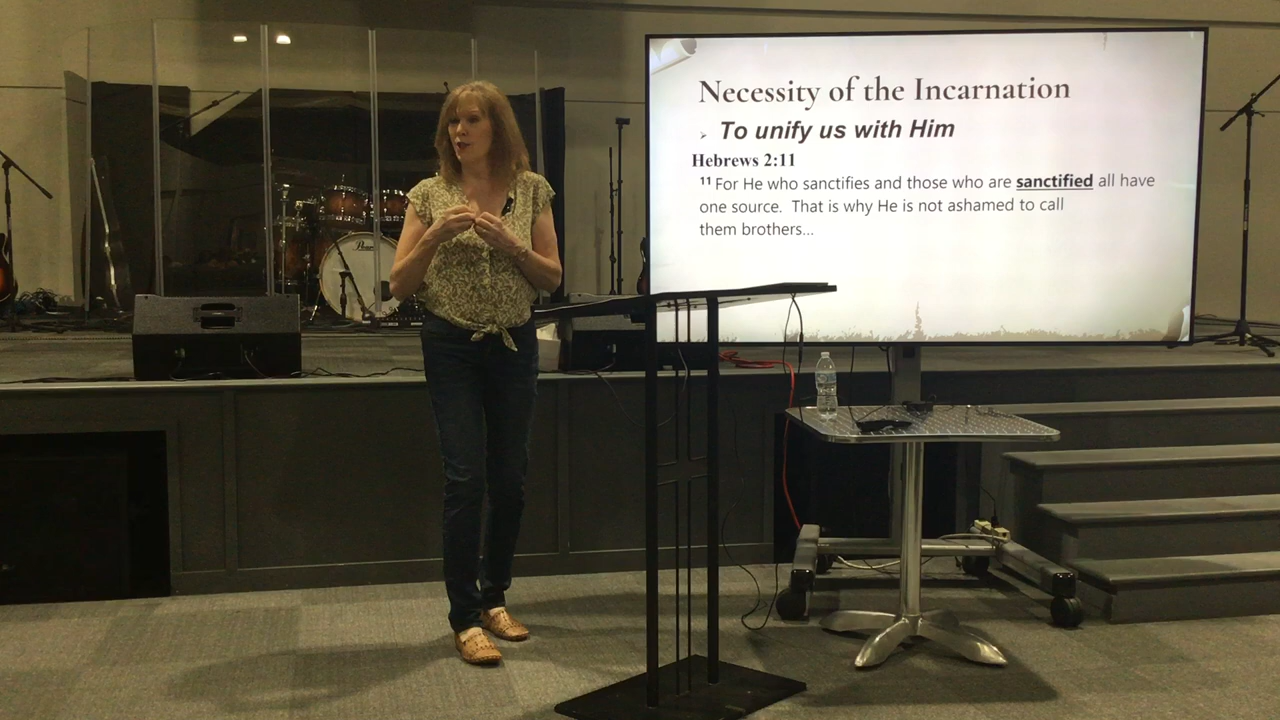 Necessity of the Incarnation
➢ To unify us with Him
Hebrews 2:11
¹¹ For He who sanctifies and those who are sanctified all have
one source.  That is why He is not ashamed to call
them brothers...
Pearl